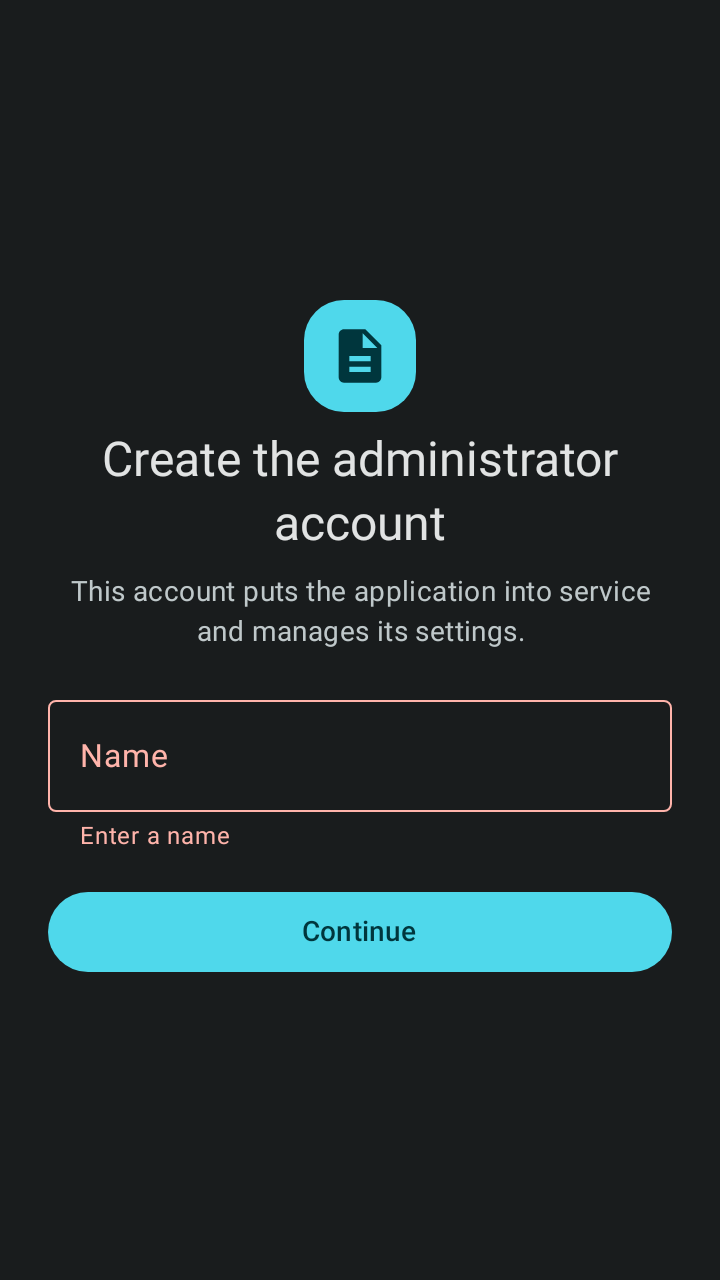 Create the administrator
account
This account puts the application into service
and manages its settings.
Name
Enter a name
Continue